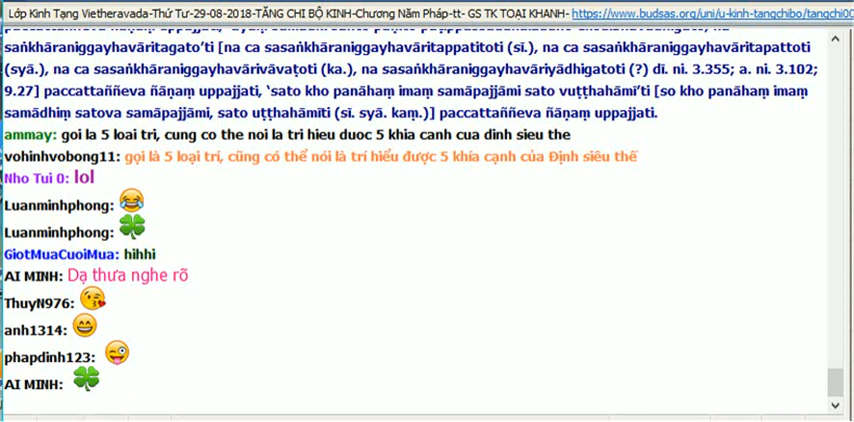 Lớp Kinh Tạng Vietheravada-Thứ Tư-29-08-2018-TĂNG CHI BỘ KINH-Chương Năm Pháp-tt- GS TK TOẠI KHANH- https://www.budsas.org/uni/u-kinh-tangchibo/tangchi00
saṅkhāraniggayhavāritagato'ti [na ca sasaṅkhāraniggayhavāritappatitoti (sī.), na ca sasaṅkhāraniggayhavāritapattoti
(syā.), na ca sasaṅkhāraniggayhavārivāvaṭoti (ka.), na sasaṅkhāraniggayhavāriyādhigatoti (?) dī. ni. 3.355; a. ni. 3.102;
9.27] paccattaññeva ñāṇaṃ uppajjati, 'sato kho panāhaṃ imaṃ samāpajjāmi sato vuṭṭhahāmī'ti [so kho panāhaṃ imaṃ
samādhiṃ satova samāpajjāmi, sato uṭṭhahāmīti (sī. syā. kaṃ.)] paccattaññeva ñāṇaṃ uppajjati.
ammay: goi la 5 loai tri, cung co the noi la tri hieu duoc 5 khia canh cua dinh sieu the
vohinhvobong11: gọi là 5 loại trí, cũng có thể nói là trí hiểu được 5 khía cạnh của Định siêu thế
Nho Tui 0: lol
Luanminhphong: 😂
Luanminhphong: 🍀
GiotMuaCuoiMua: hihhi
AI MINH: Dạ thưa nghe rõ
ThuyN976: 😘
anh1314: 😄
phapdinh123: 😜
AI MINH: 🍀